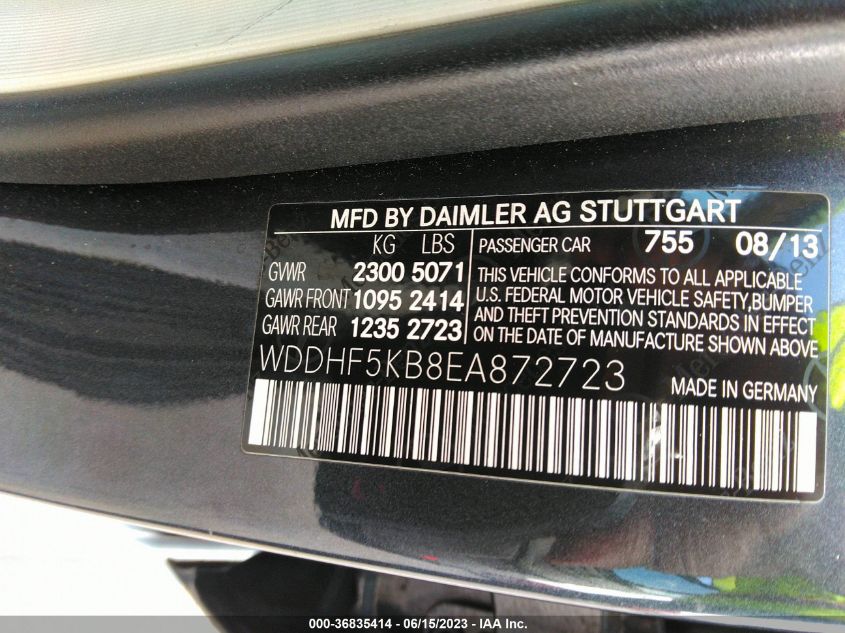 MFD BY DAIMLER AG STUTTGART
KG LBS
GVWR 2300 5071
GAWR FRONT 1095 2414
GAWR REAR 1235 2723
PASSENGER CAR 755 08/13
THIS VEHICLE CONFORMS TO ALL APPLICABLE
U.S. FEDERAL MOTOR VEHICLE SAFETY,BUMPER
AND THEFT PREVENTION STANDARDS IN EFFECT
ON THE DATE OF MANUFACTURE SHOWN ABOVE
WDDHF5KB8EA872723
MADE IN GERMANY
000-36835414 - 06/15/2023 - IAA Inc.